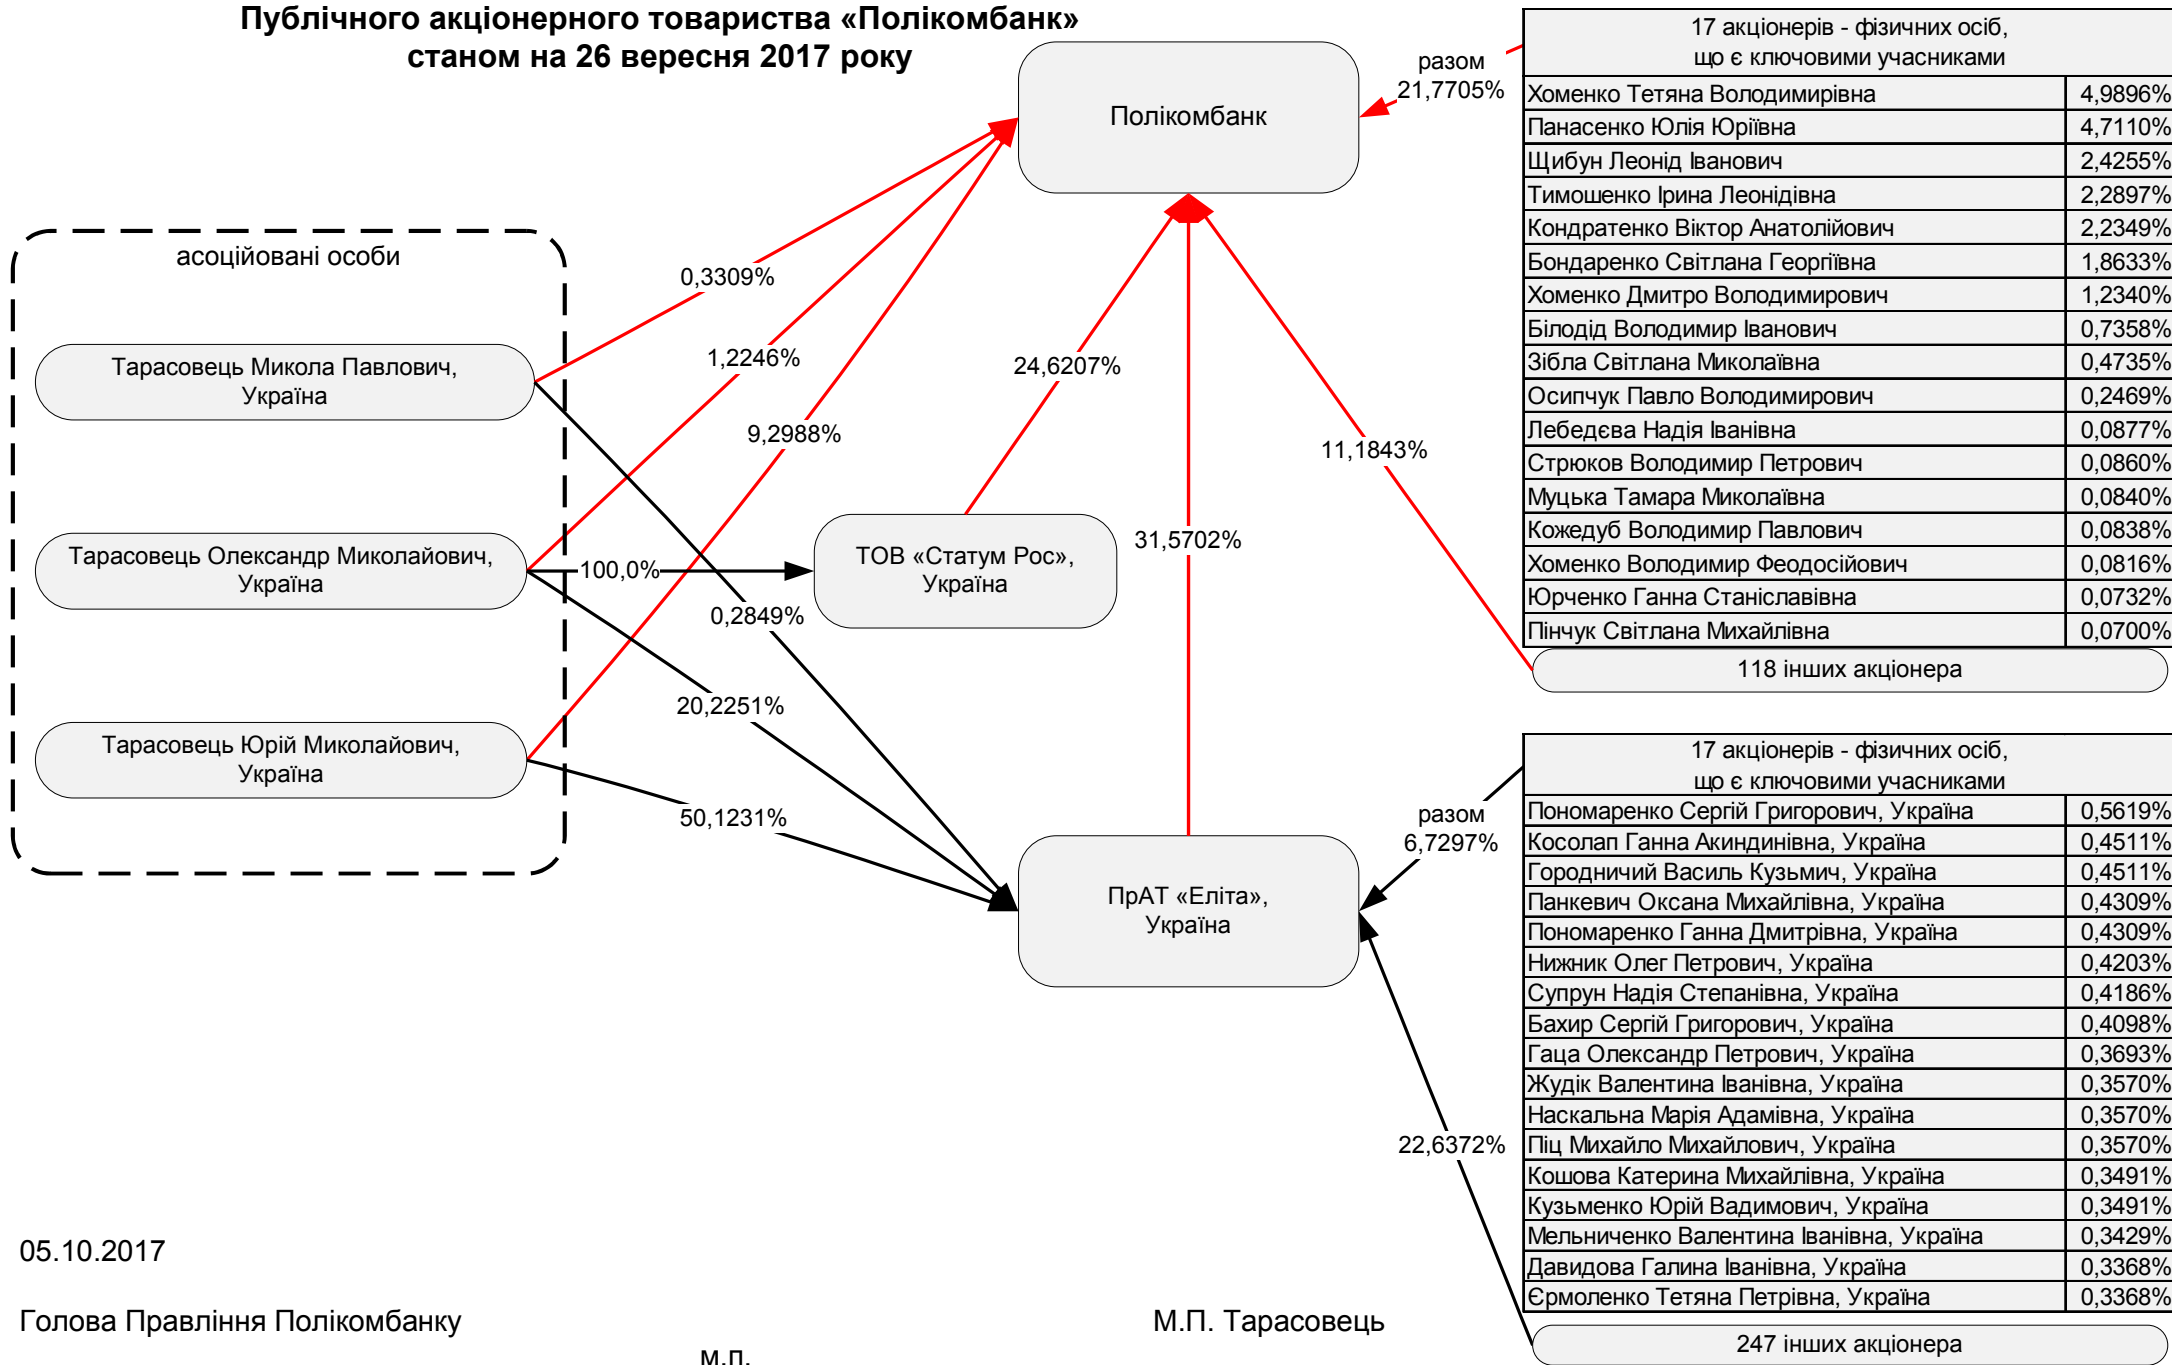 Публічного акціонерного товариства «Полікомбанк»
станом на 26 вересня 2017 року
Полікомбанк
разом
21,7705%
17 акціонерів - фізичних осіб,
що є ключовими учасниками
Хоменко Тетяна Володимирівна 4,9896%
Панасенко Юлія Юріївна 4,7110%
Щибун Леонід Іванович 2,4255%
Тимошенко Ірина Леонідівна 2,2897%
Кондратенко Віктор Анатолійович 2,2349%
Бондаренко Світлана Георгіївна 1,8633%
Хоменко Дмитро Володимирович 1,2340%
Білодід Володимир Іванович 0,7358%
Зібла Світлана Миколаївна 0,4735%
Осипчук Павло Володимирович 0,2469%
Лебедєва Надія Іванівна 0,0877%
Стрюков Володимир Петрович 0,0860%
Муцька Тамара Миколаївна 0,0840%
Кожедуб Володимир Павлович 0,0838%
Хоменко Володимир Феодосійович 0,0816%
Юрченко Ганна Станіславівна 0,0732%
Пінчук Світлана Михайлівна 0,0700%
118 інших акціонера
асоційовані особи
0,3309%
1,2246%
9,2988%
24,6207%
11,1843%
31,5702%
Тарасовець Микола Павлович,
Україна
Тарасовець Олександр Миколайович,
Україна
100,0%
ТОВ «Статум Рос»,
Україна
0,2849%
20,2251%
Тарасовець Юрій Миколайович,
Україна
50,1231%
ПрАТ «Еліта»,
Україна
разом
6,7297%
22,6372%
17 акціонерів - фізичних осіб,
що є ключовими учасниками
Пономаренко Сергій Григорович, Україна 0,5619%
Косолап Ганна Акиндинівна, Україна 0,4511%
Городничий Василь Кузьмич, Україна 0,4511%
Панкевич Оксана Михайлівна, Україна 0,4309%
Пономаренко Ганна Дмитрівна, Україна 0,4309%
Нижник Олег Петрович, Україна 0,4203%
Супрун Надія Степанівна, Україна 0,4186%
Бахир Сергій Григорович, Україна 0,4098%
Гаца Олександр Петрович, Україна 0,3693%
Жудік Валентина Іванівна, Україна 0,3570%
Наскальна Марія Адамівна, Україна 0,3570%
Піц Михайло Михайлович, Україна 0,3570%
Кошова Катерина Михайлівна, Україна 0,3491%
Кузьменко Юрій Вадимович, Україна 0,3491%
Мельниченко Валентина Іванівна, Україна 0,3429%
Давидова Галина Іванівна, Україна 0,3368%
Єрмоленко Тетяна Петрівна, Україна 0,3368%
247 інших акціонера
05.10.2017
Голова Правління Полікомбанку М.П. Тарасовець
м.п.